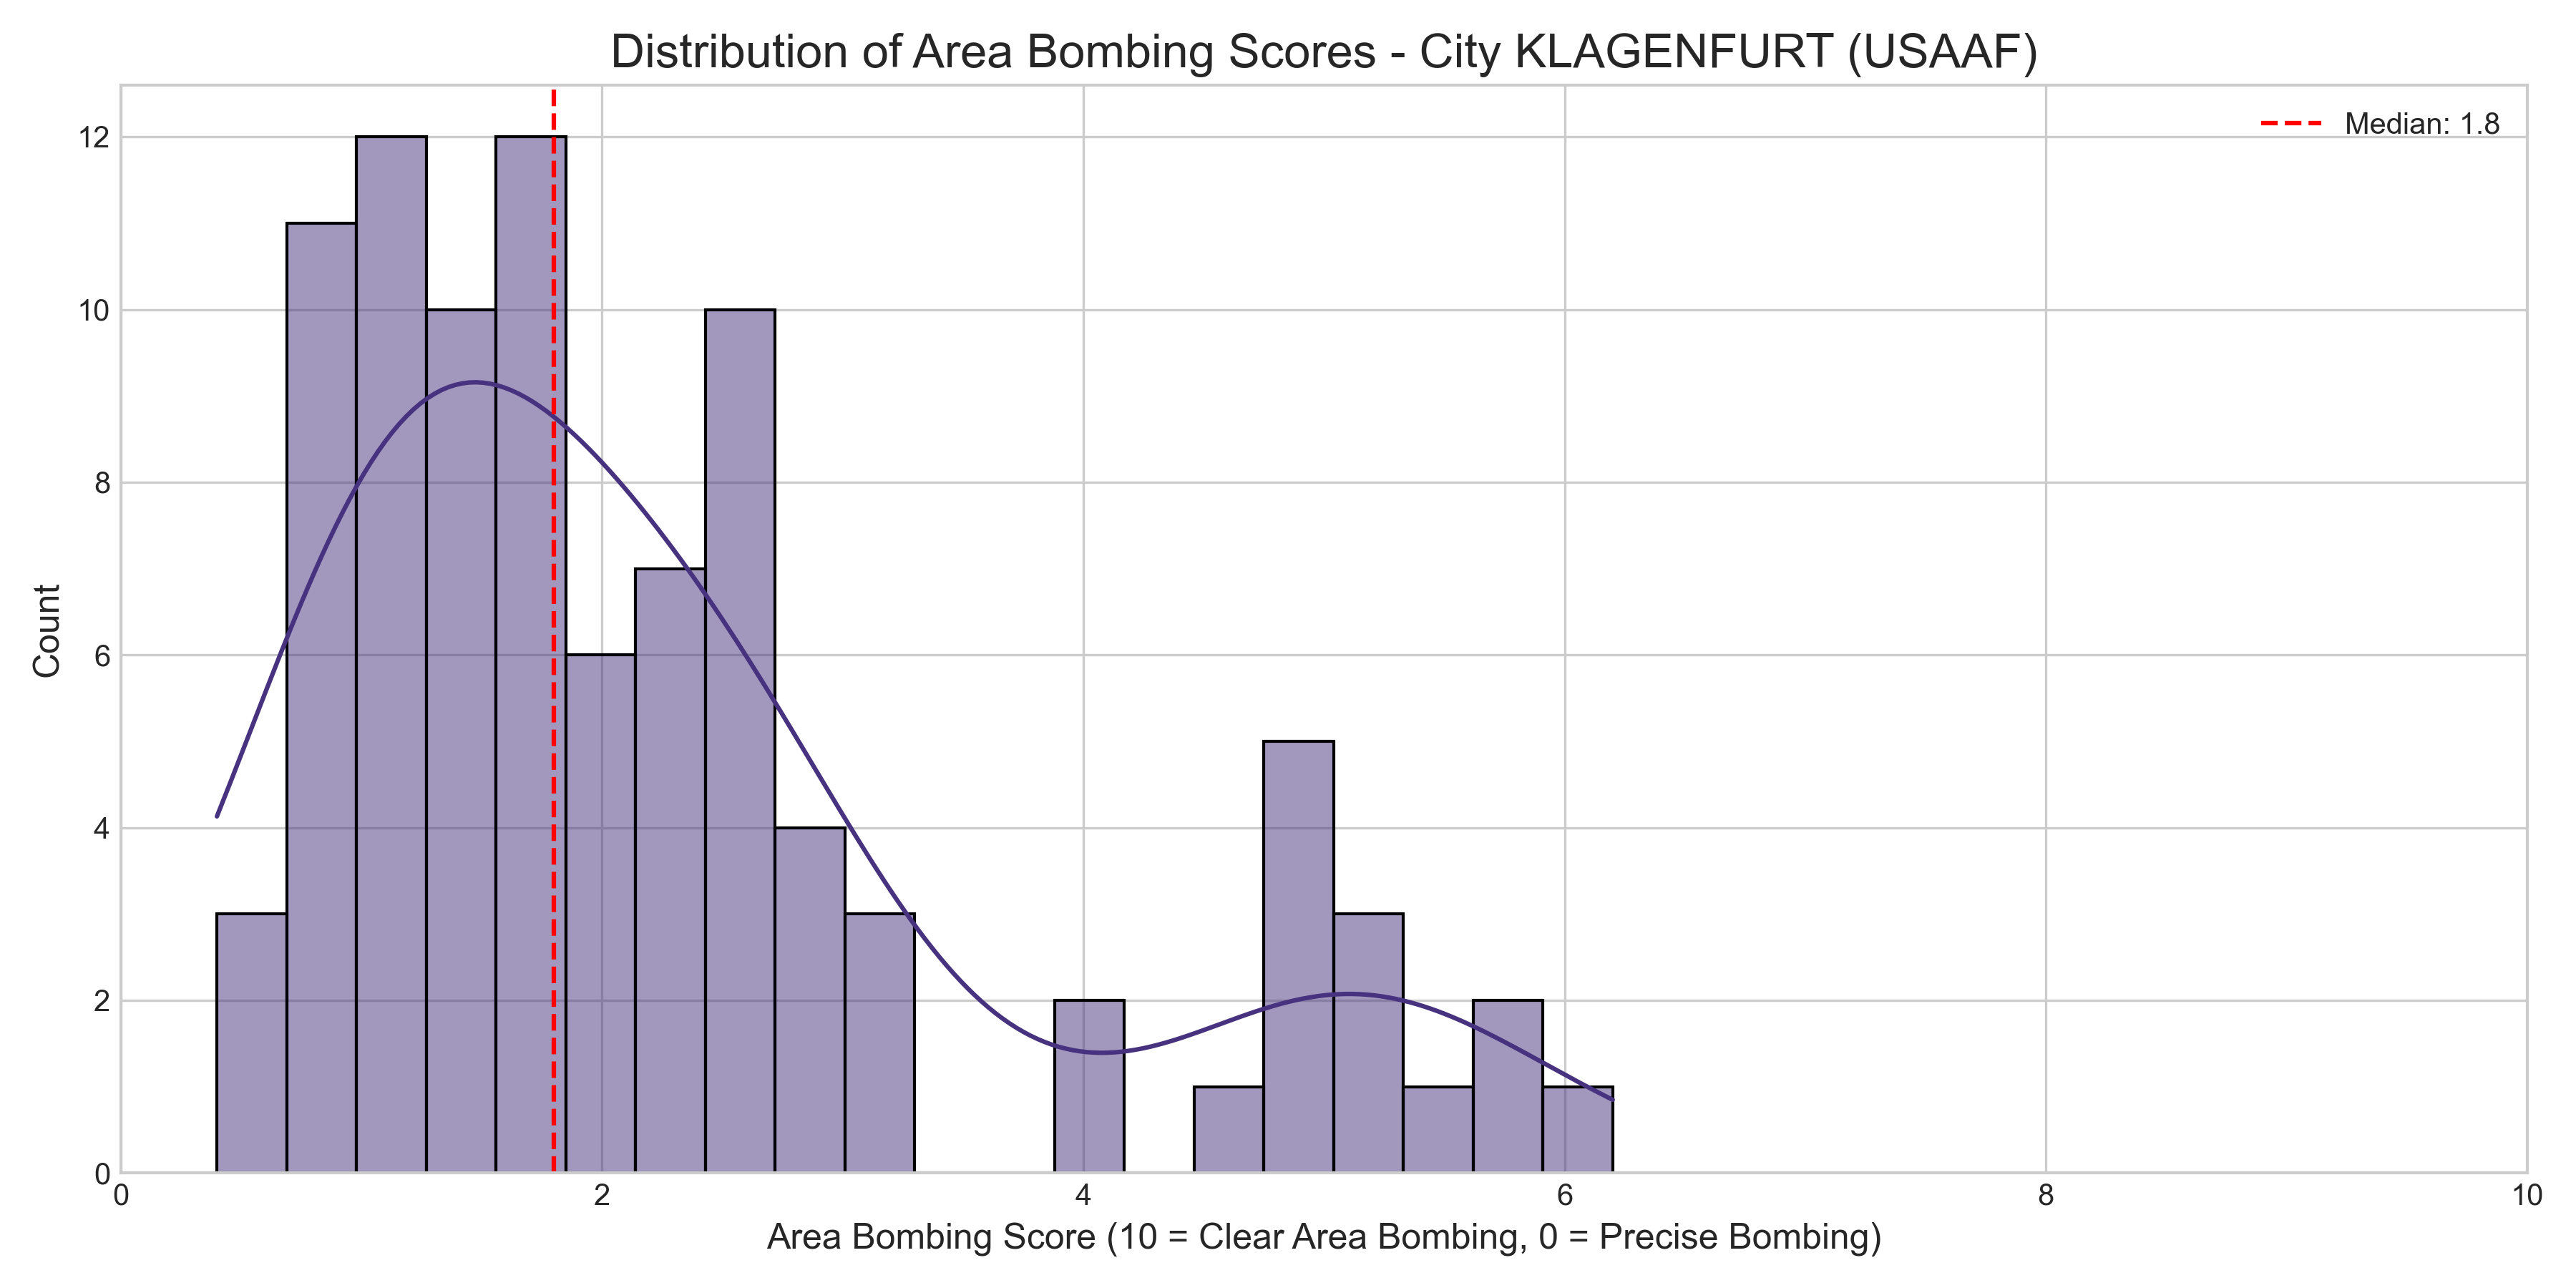 Distribution of Area Bombing Scores - City KLAGENFURT (USAAF)
Median: 1.8
Count
12
10
8
6
4
2
0
0 2 4 6 8 10
Area Bombing Score (10 = Clear Area Bombing, 0 = Precise Bombing)